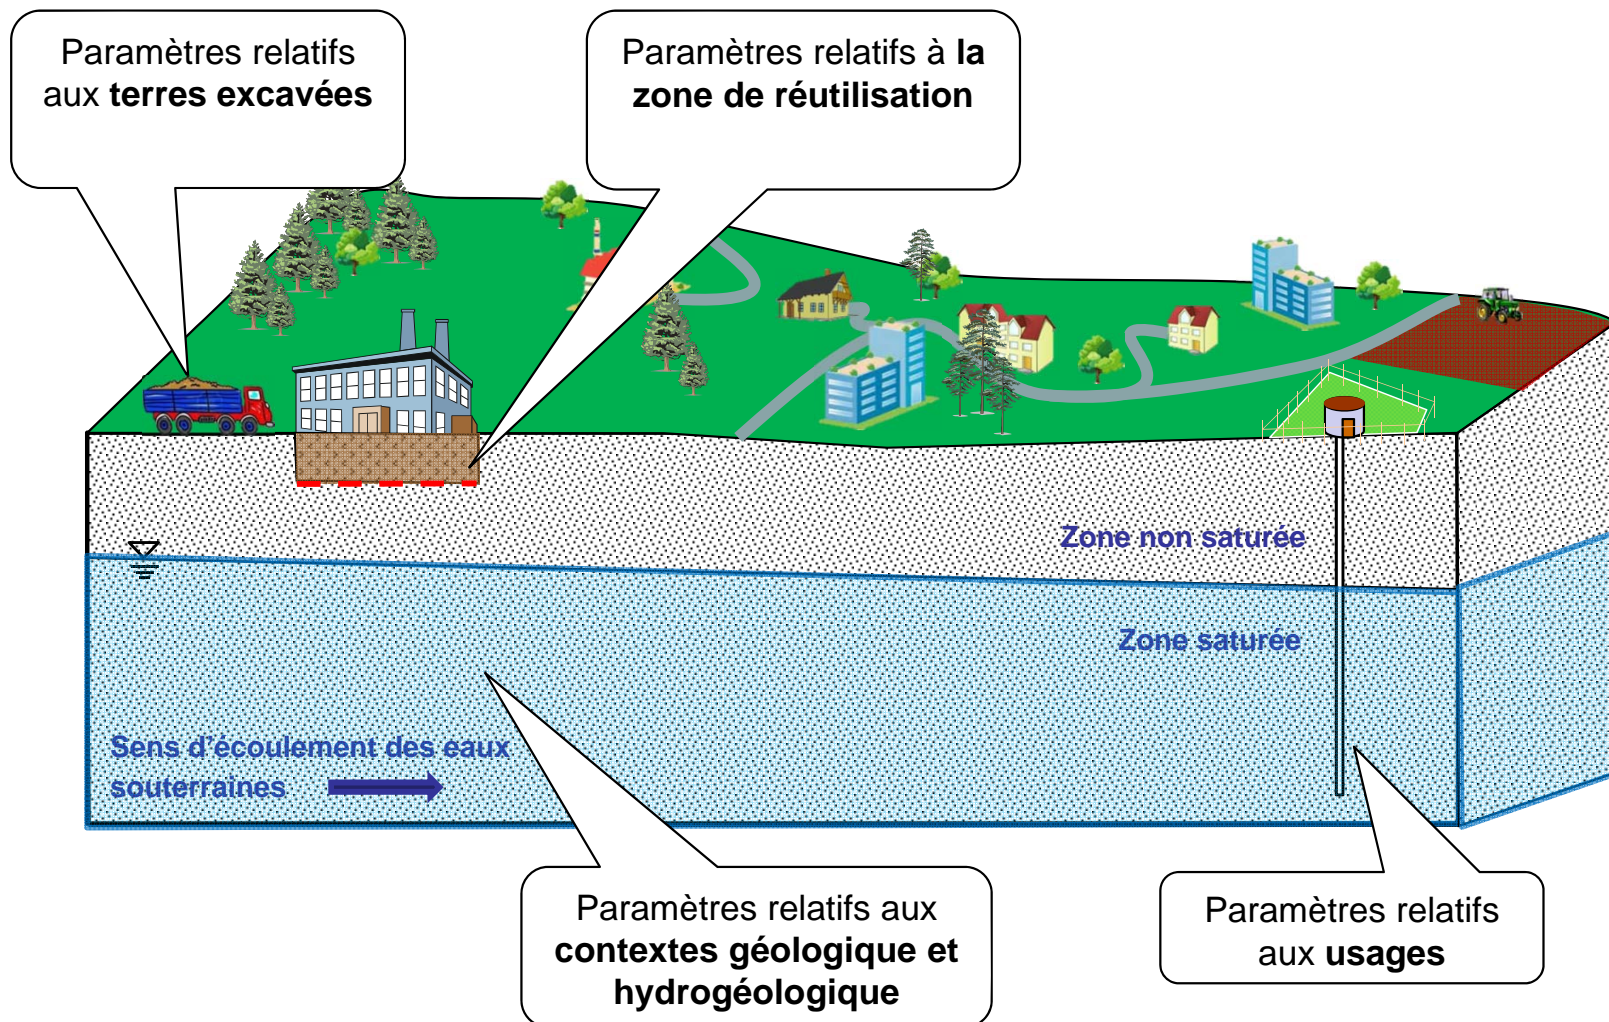 Paramètres relatifs
aux terres excavées
Paramètres relatifs à la
zone de réutilisation
Zone non saturée
Zone saturée
Sens d'écoulement des eaux
souterraines
Paramètres relatifs aux
contextes géologique et
hydrogéologique
Paramètres relatifs
aux usages